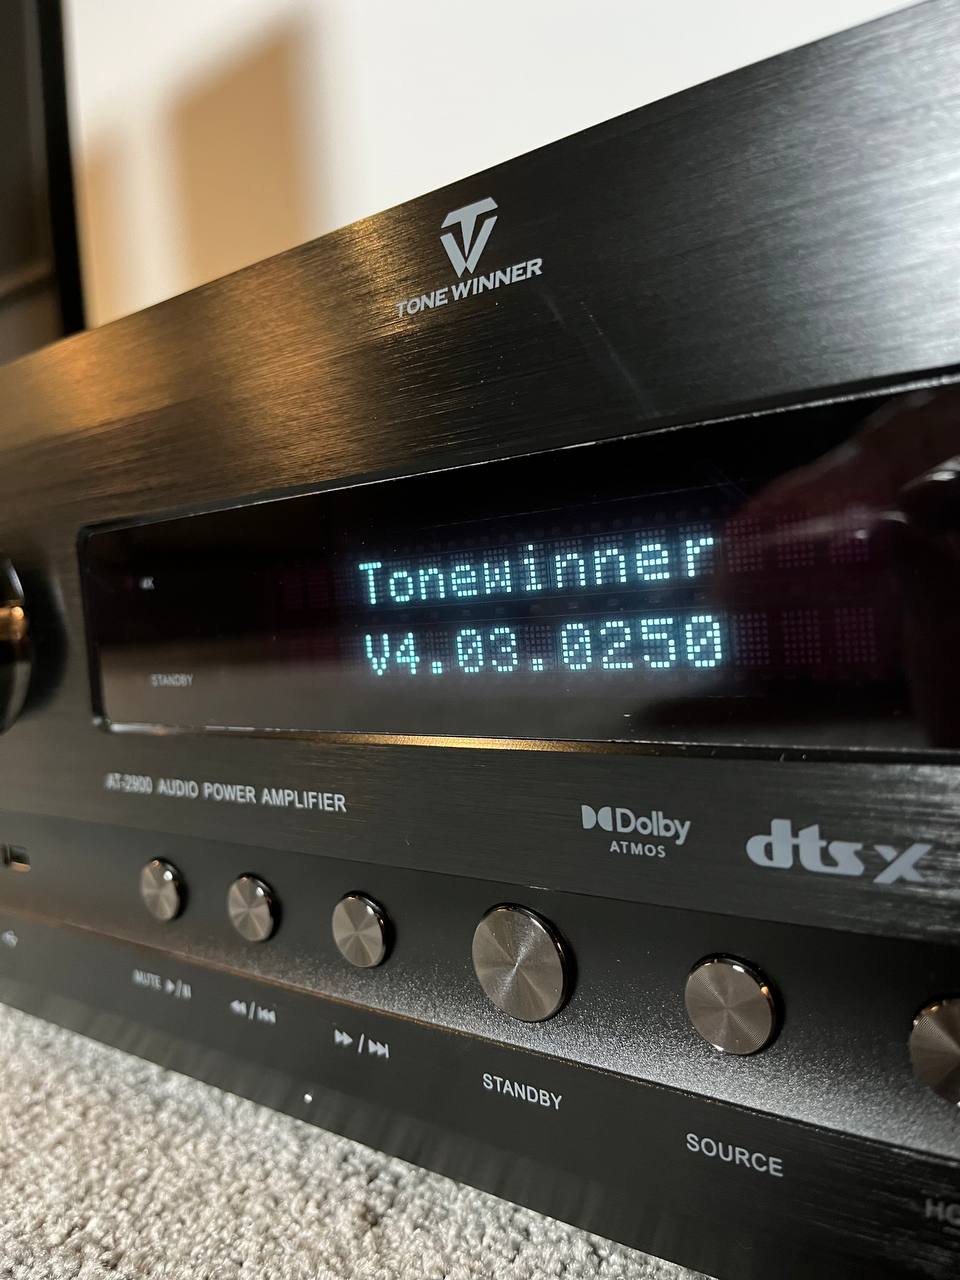 TONE WINNER
Tonewinner
V4.03.0250
4K
STANDBY
AT-2900 AUDIO POWER AMPLIFIER
Dolby
ATMOS
dts X
MUTE ▶/II
◀◀ / I◀◀
▶▶ / ▶▶I
STANDBY
SOURCE